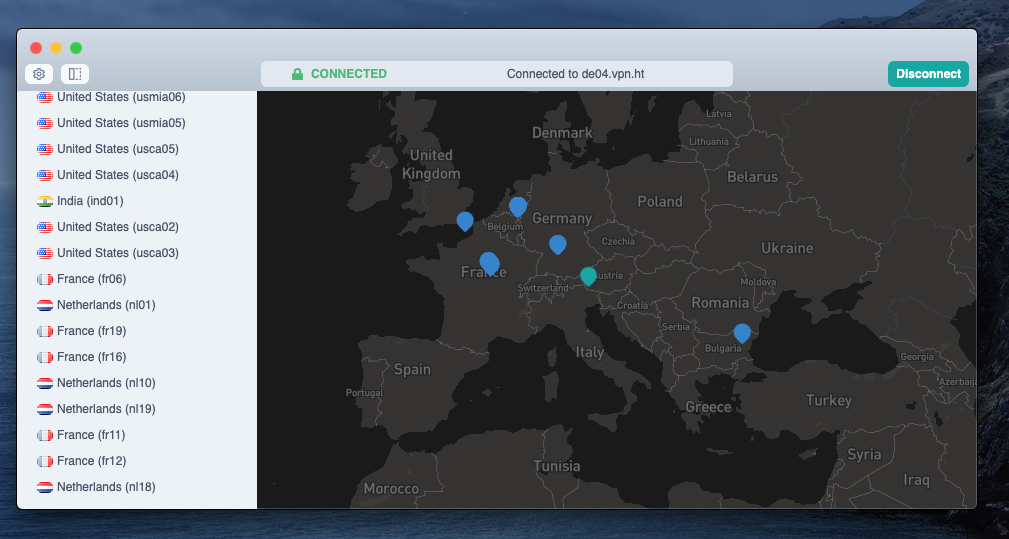 CONNECTED
Connected to de04.vpn.ht
Disconnect
United States (usmia06)
United States (usmia05)
United States (usca05)
United States (usca04)
India (ind01)
United States (usca02)
United States (usca03)
France (fr06)
Netherlands (nl01)
France (fr19)
France (fr16)
Netherlands (nl10)
Netherlands (nl19)
France (fr11)
France (fr12)
Netherlands (nl18)
Latvia
Denmark
Lithuania
United
Kingdom
Belarus
Poland
Germany
Belgium
Czechia
Ukraine
France
Switzerland
ustria
Moldova
Romania
Croatia
Serbia
Bulgaria
Italy
Georgia
Spain
Azerbaij
Portugal
Turkey
Greece
Syria
Tunisia
Iraq
Morocco